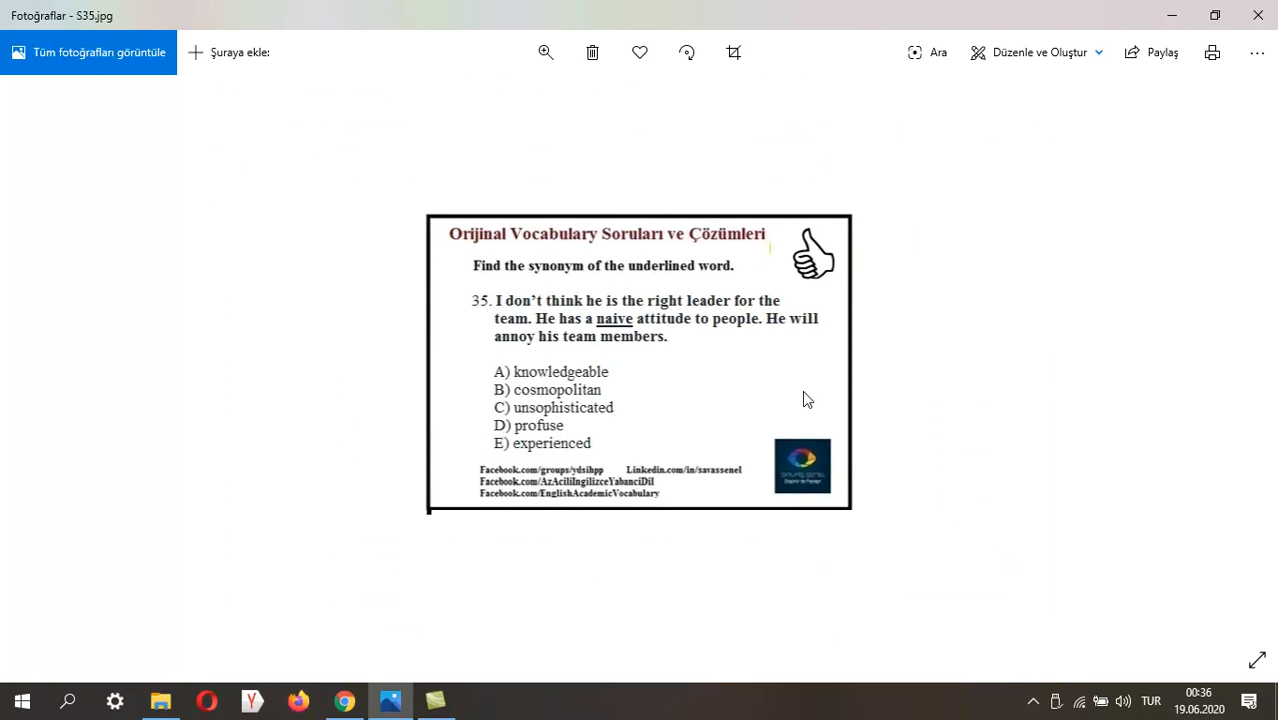 Fotoğraflar - S35.jpg
Tüm fotoğrafları görüntüle
Şuraya ekle:
Ara
Düzenle ve Oluştur
Paylaş
Orijinal Vocabulary Soruları ve Çözümleri
Find the synonym of the underlined word.
35. I don't think he is the right leader for the
team. He has a naive attitude to people. He will
annoy his team members.
A) knowledgeable
B) cosmopolitan
C) unsophisticated
D) profuse
E) experienced
Facebook.com/groups/ydsihpp Linkedin.com/in/savassenel
Facebook.com/AzAciliIngilizceYabanciDil
Facebook.com/EnglishAcademicVocabulary
SAVAŞ ŞENEL
TUR
00:36
19.06.2020